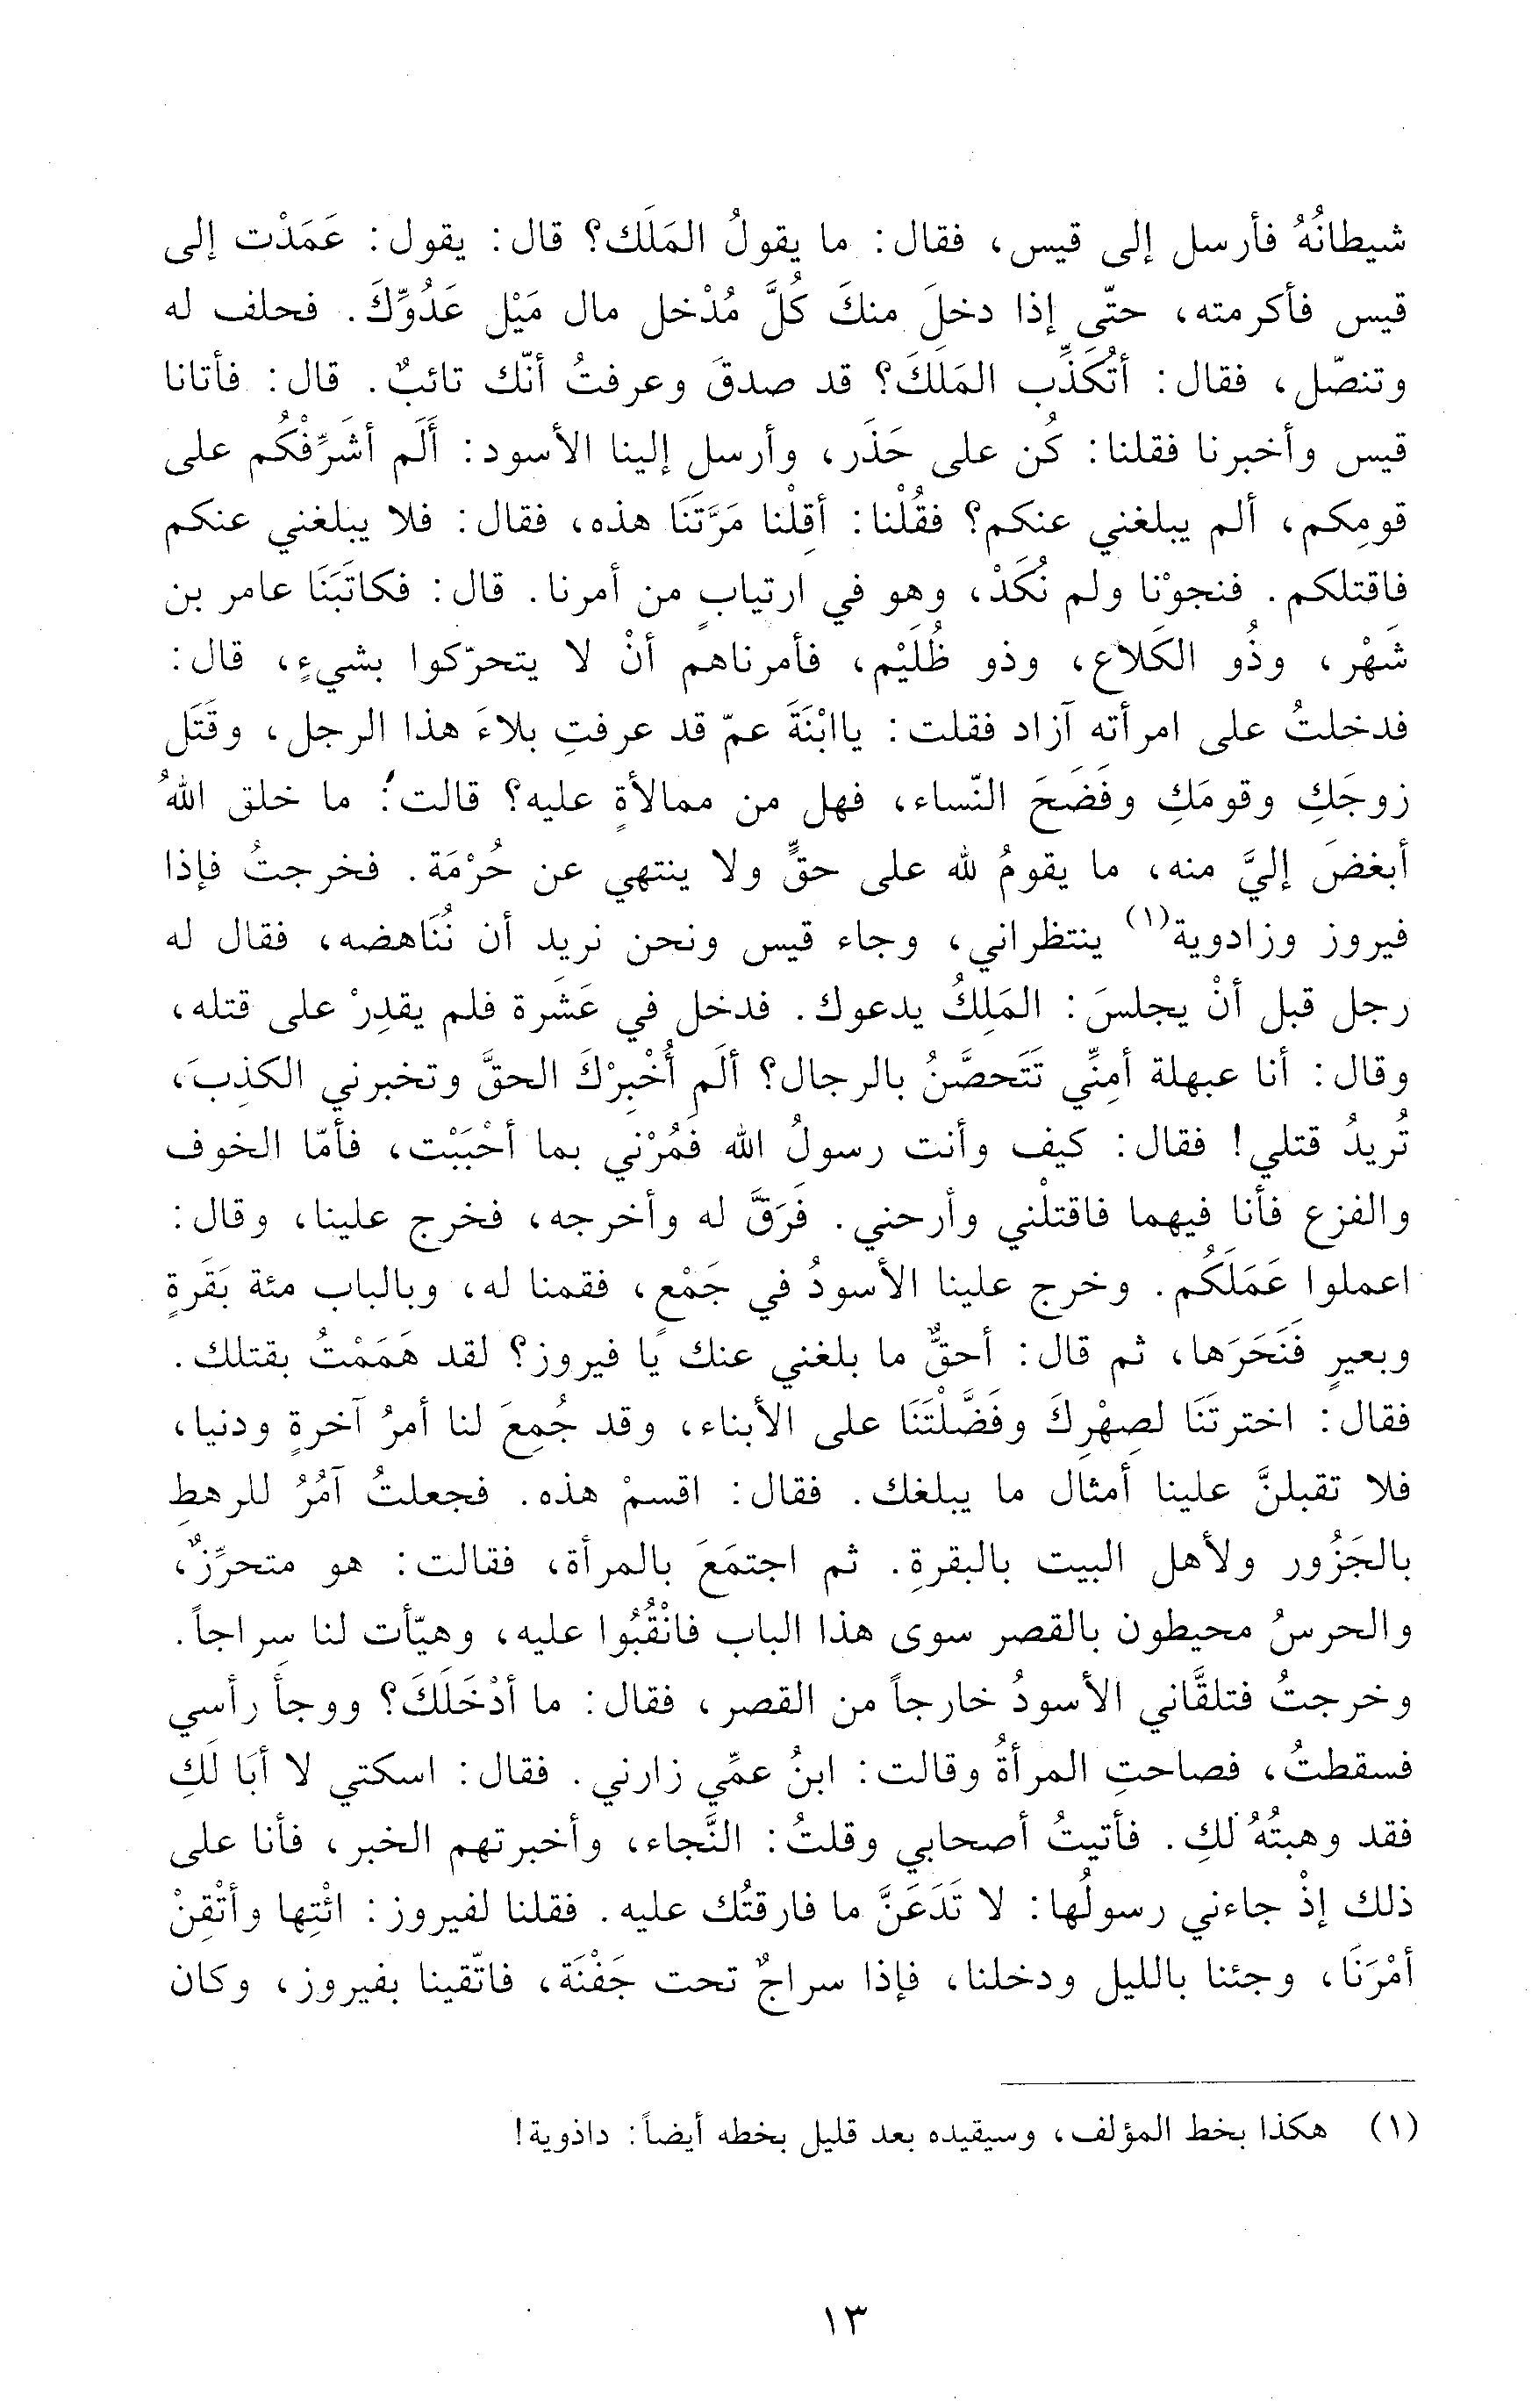 شيطانُهُ فأرسل إلى قيس، فقال: ما يقولُ المَلَك؟ قال: يقول: عَمَدْت إلى
قيس فأكرمته، حتّى إذا دخلَ منكَ كُلَّ مُدْخل مال مَيْل عَدُوِّكَ. فحلف له
وتنصّل، فقال: أتُكَذِّب المَلَكَ؟ قد صدقَ وعرفتُ أنّك تائبٌ. قال: فأتانا
قيس وأخبرنا فقلنا: كُن على حَذَر، وأرسل إلينا الأسود: أَلَم أشَرِّفْكُم على
قومِكم، ألم يبلغني عنكم؟ فقُلْنا: أقِلْنا مَرَّتَنَا هذه، فقال: فلا يبلغني عنكم
فاقتلكم. فنجوْنا ولم نُكَدْ، وهو في ارتيابٍ من أمرنا. قال: فكاتَبَنَا عامر بن
شَهْر، وذُو الكَلاع، وذو ظُلَيْم، فأمرناهم أنْ لا يتحرّكوا بشيءٍ، قال:
فدخلتُ على امرأته آزاد فقلت: ياابْنَةَ عمّ قد عرفتِ بلاءَ هذا الرجل، وقَتَل
زوجَكِ وقومَكِ وفَضَحَ النّساء، فهل من ممالأةٍ عليه؟ قالت: ما خلق اللهُ
أبغضَ إليَّ منه، ما يقومُ لله على حقٍّ ولا ينتهي عن حُرْمَة. فخرجتُ فإذا
فيروز وزادوية(١) ينتظراني، وجاء قيس ونحن نريد أن نُنَاهضه، فقال له
رجل قبل أنْ يجلسَ: المَلِكُ يدعوك. فدخل في عَشَرة فلم يقدِرْ على قتله،
وقال: أنا عبهلة أمِنِّي تَتَحصَّنُ بالرجال؟ ألَم أُخْبِرْكَ الحقَّ وتخبرني الكذِبَ،
تُريدُ قتلي! فقال: كيف وأنت رسولُ الله فَمُرْني بما أحْبَبْت، فأمّا الخوف
والفزع فأنا فيهما فاقتلْني وأرحني. فَرَقَّ له وأخرجه، فخرج علينا، وقال:
اعملوا عَمَلَكُم. وخرج علينا الأسودُ في جَمْعٍ، فقمنا له، وبالباب مئة بَقَرةٍ
وبعيرٍ فَنَحَرَها، ثم قال: أحقٌّ ما بلغني عنك يَا فيروز؟ لقد هَمَمْتُ بقتلك.
فقال: اخترتَنَا لصِهْرِكَ وفَضَّلْتَنَا على الأبناء، وقد جُمِعَ لنا أمرُ آخرةٍ ودنيا،
فلا تقبلنَّ علينا أمثال ما يبلغك. فقال: اقسمْ هذه. فجعلتُ آمُرُ للرهطِ
بالجَزُور ولأهل البيت بالبقرةِ. ثم اجتمَعَ بالمرأة، فقالت: هو متحرِّزٌ،
والحرسُ محيطون بالقصر سوى هذا الباب فانْقُبُوا عليه، وهيّأت لنا سِراجاً.
وخرجتُ فتلقَّاني الأسودُ خارجاً من القصر، فقال: ما أدْخَلَكَ؟ ووجأ رأسي
فسقطتُ، فصاحتِ المرأةُ وقالت: ابنُ عمِّي زارني. فقال: اسكتي لا أبَا لَكِ
فقد وهبتُهُ لكِ. فأتيتُ أصحابي وقلتُ: النَّجاء، وأخبرتهم الخبر، فأنا على
ذلك إذْ جاءني رسولُها: لا تَدَعَنَّ ما فارقتُك عليه. فقلنا لفيروز: ائْتِها وأتْقِنْ
أمْرَنَا، وجئنا بالليل ودخلنا، فإذا سراجٌ تحت جَفْنَة، فاتّقينا بفيروز، وكان
(١) هكذا بخط المؤلف، وسيقيده بعد قليل بخطه أيضاً: داذوية!
١٣